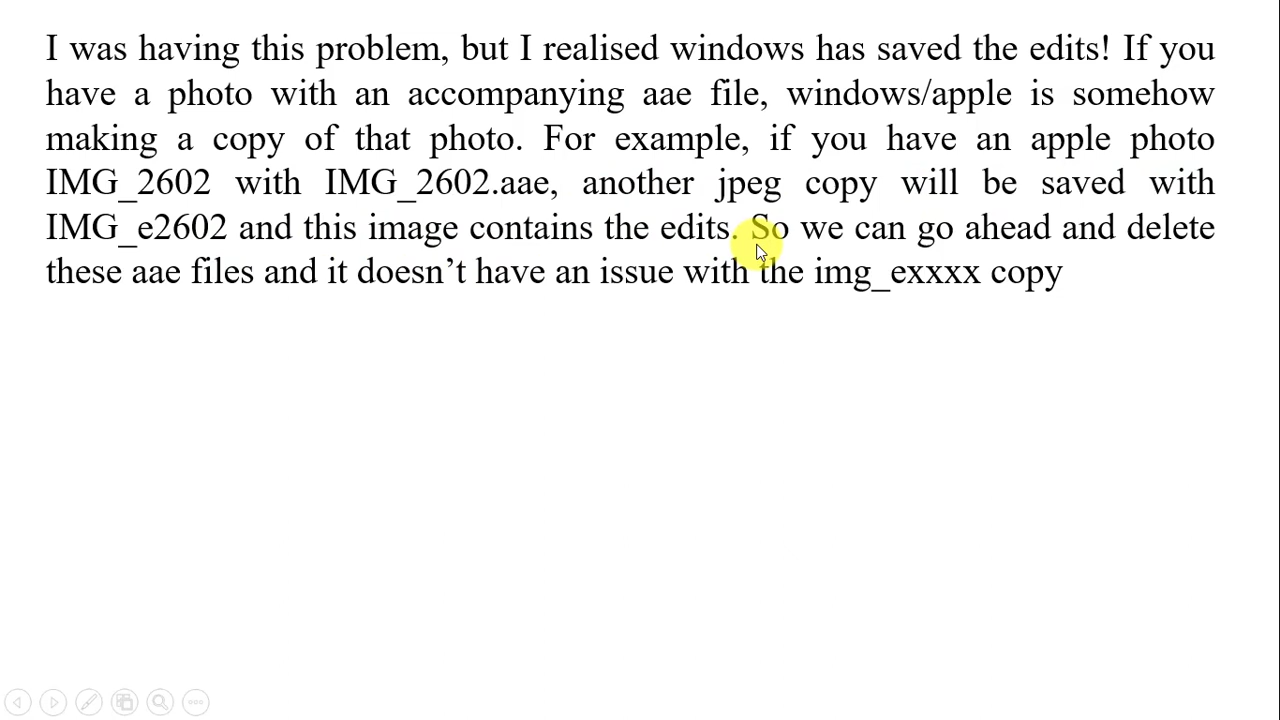 I was having this problem, but I realised windows has saved the edits! If you
have a photo with an accompanying aae file, windows/apple is somehow
making a copy of that photo. For example, if you have an apple photo
IMG_2602 with IMG_2602.aae, another jpeg copy will be saved with
IMG_e2602 and this image contains the edits. So we can go ahead and delete
these aae files and it doesn’t have an issue with the img_exxxx copy